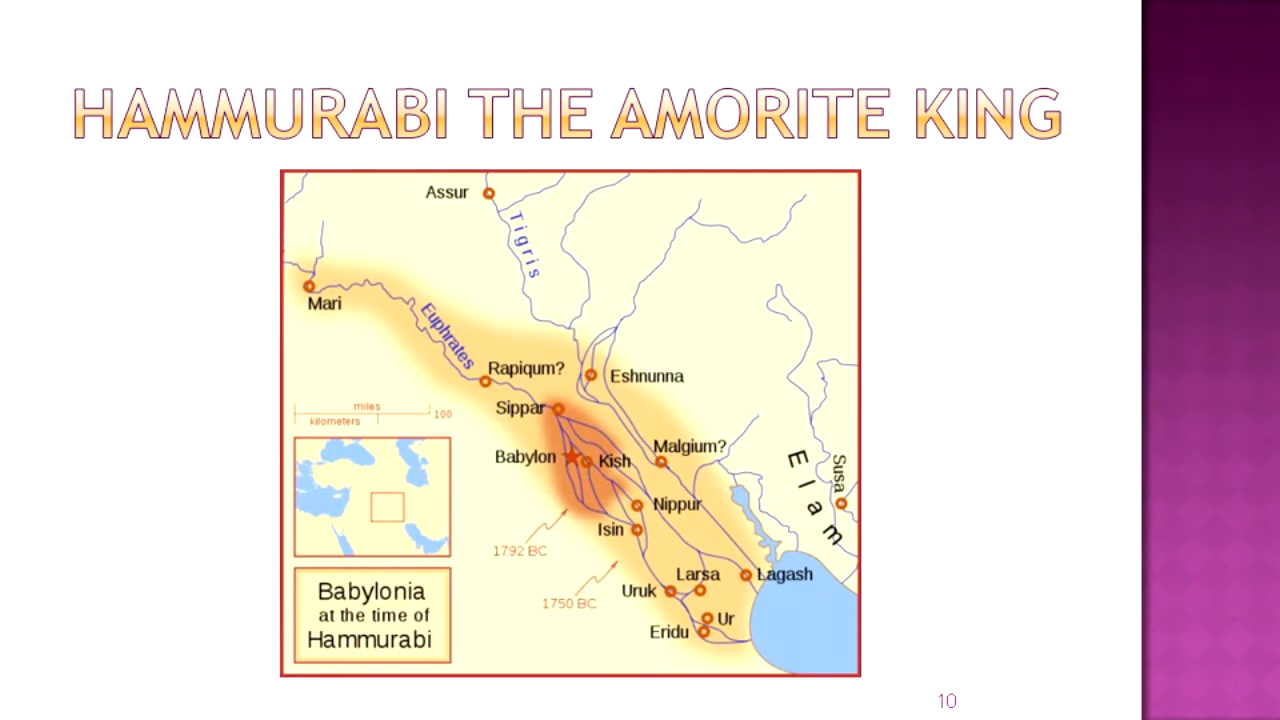 HAMMURABI THE AMORITE KING
Assur
Tigris
Mari
Euphrates
Rapiqum?
Eshnunna
Sippar
miles
100
kilometers
Babylon
Kish
Malgium?
Elam
Susa
Nippur
Isin
1792 BC
Larsa
Lagash
Uruk
1750 BC
Ur
Eridu
Babylonia
at the time of
Hammurabi
10